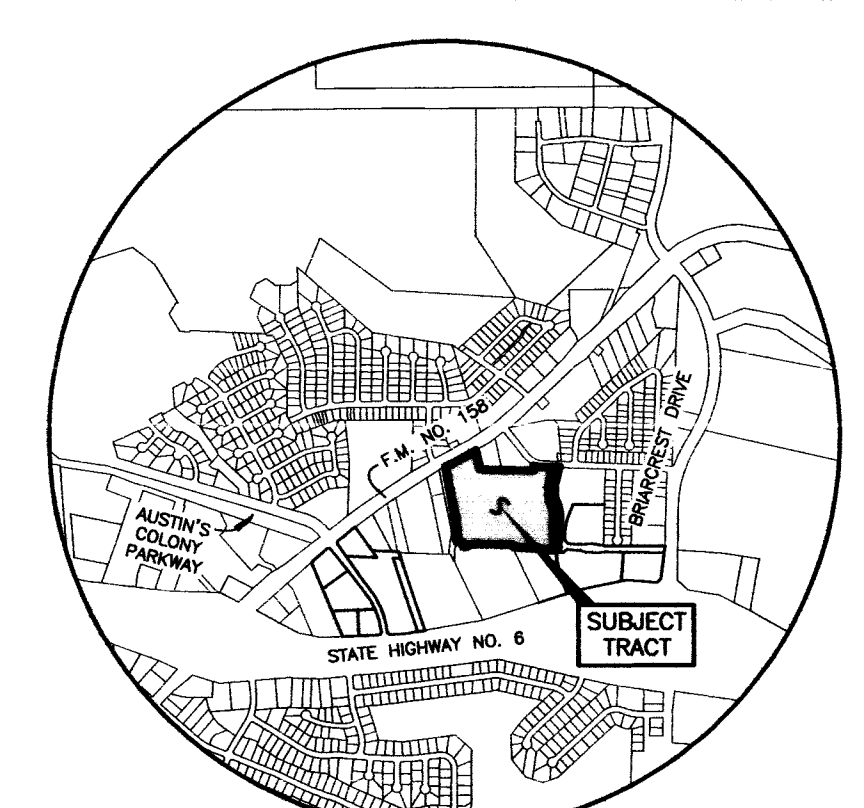 F.M. NO. 158
BRIARCREST DRIVE
AUSTIN'S
COLONY
PARKWAY
SUBJECT
TRACT
STATE HIGHWAY NO. 6